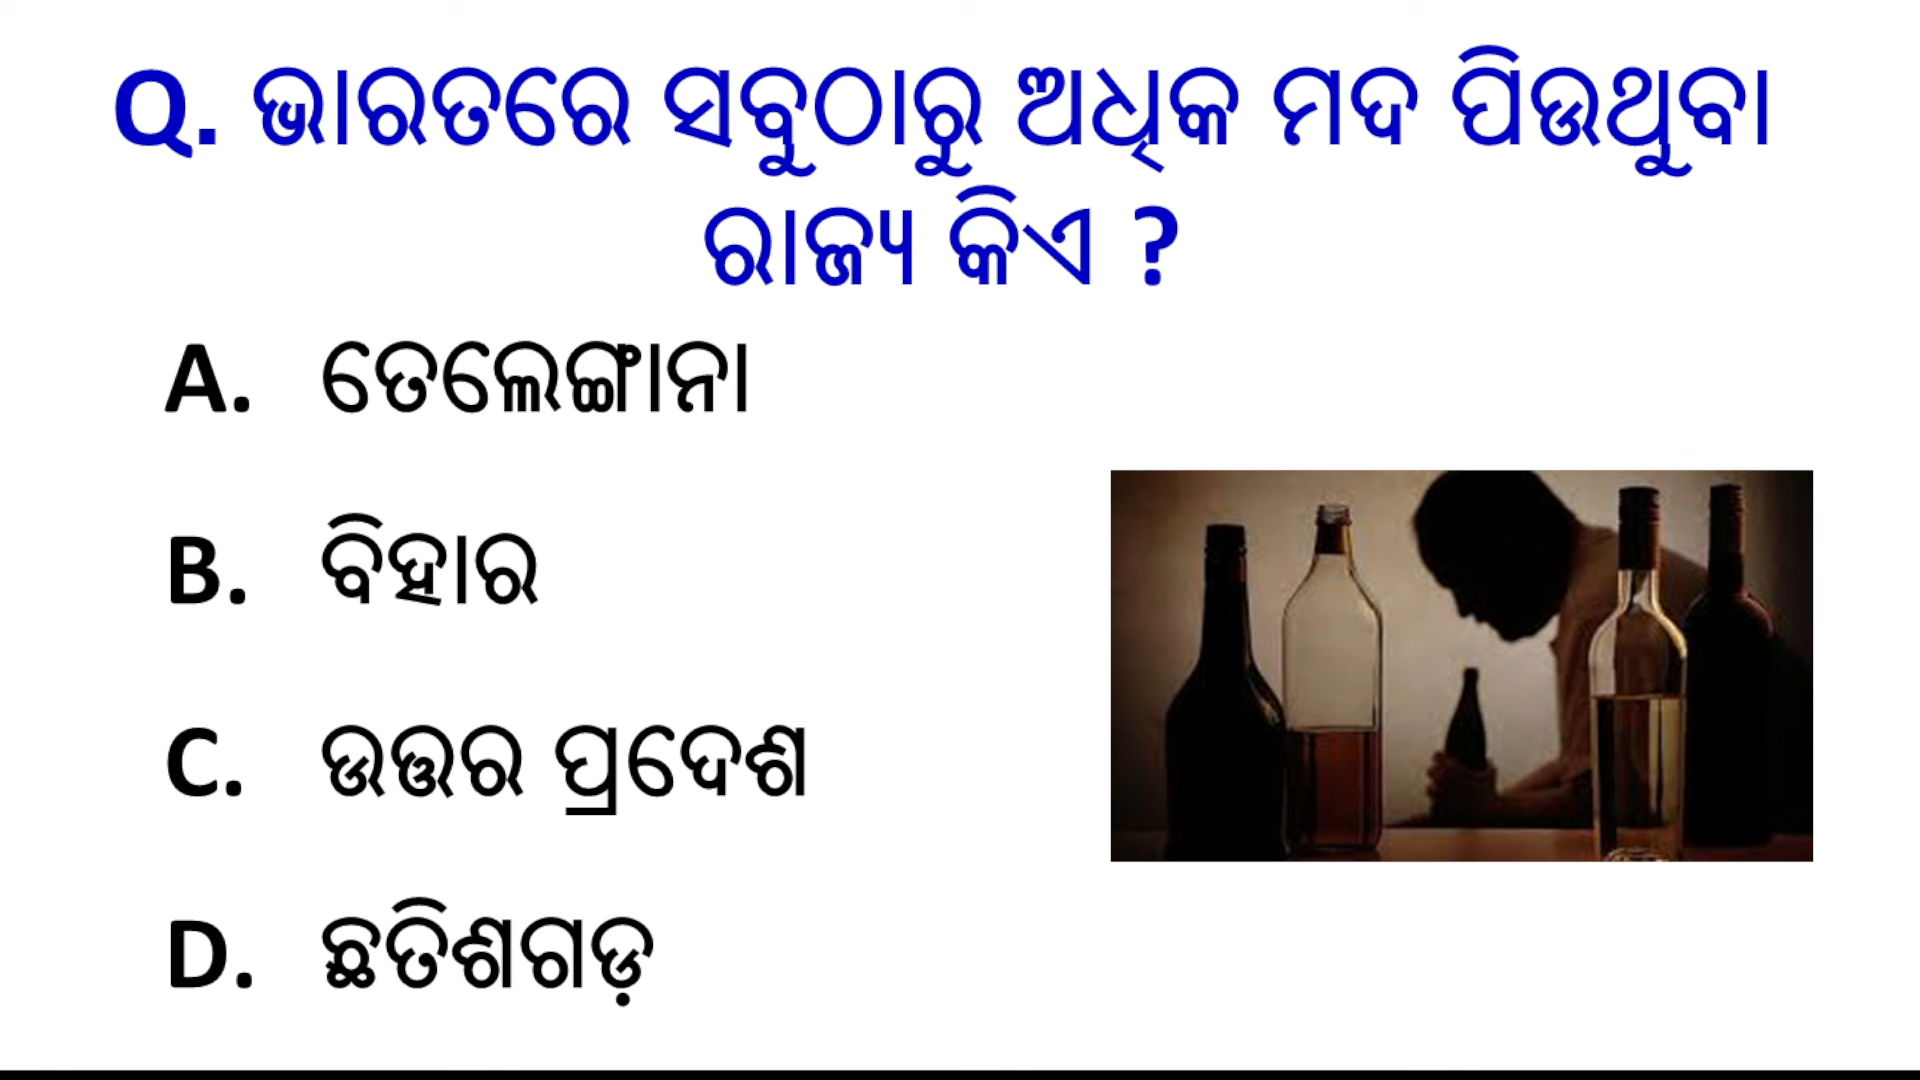 Q. ଭାରତରେ ସବୁଠାରୁ ଅଧିକ ମଦ ପିଉଥିବା
ରାଜ୍ୟ କିଏ ?
A. ତେଲେଙ୍ଗାନା
B. ବିହାର
C. ଉତ୍ତର ପ୍ରଦେଶ
D. ଛତିଶଗଡ଼